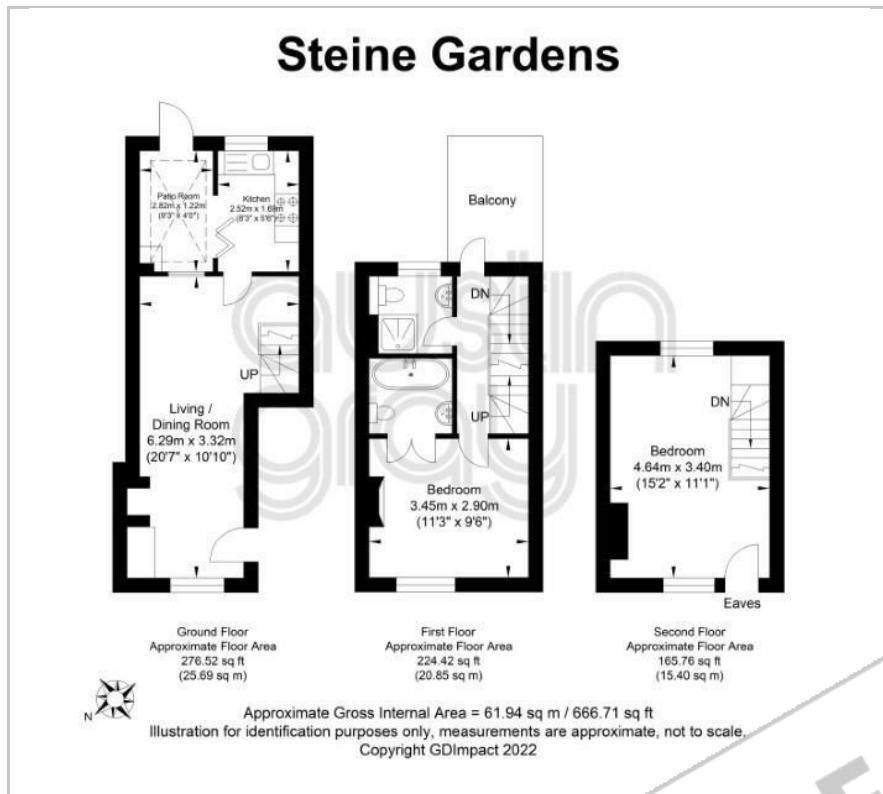 Steine Gardens
Patio Room
2.82m x 1.22m
(9'3" x 4'0")
Kitchen
2.52m x 1.69m
(8'3" x 5'6")
UP
Living /
Dining Room
6.29m x 3.32m
(20'7" x 10'10")
Ground Floor
Approximate Floor Area
276.52 sq ft
(25.69 sq m)
Balcony
DN
UP
Bedroom
3.45m x 2.90m
(11'3" x 9'6")
First Floor
Approximate Floor Area
224.42 sq ft
(20.85 sq m)
DN
Bedroom
4.64m x 3.40m
(15'2" x 11'1")
Eaves
Second Floor
Approximate Floor Area
165.76 sq ft
(15.40 sq m)
austin
gray
N
Approximate Gross Internal Area = 61.94 sq m / 666.71 sq ft
Illustration for identification purposes only, measurements are approximate, not to scale.
Copyright GDImpact 2022